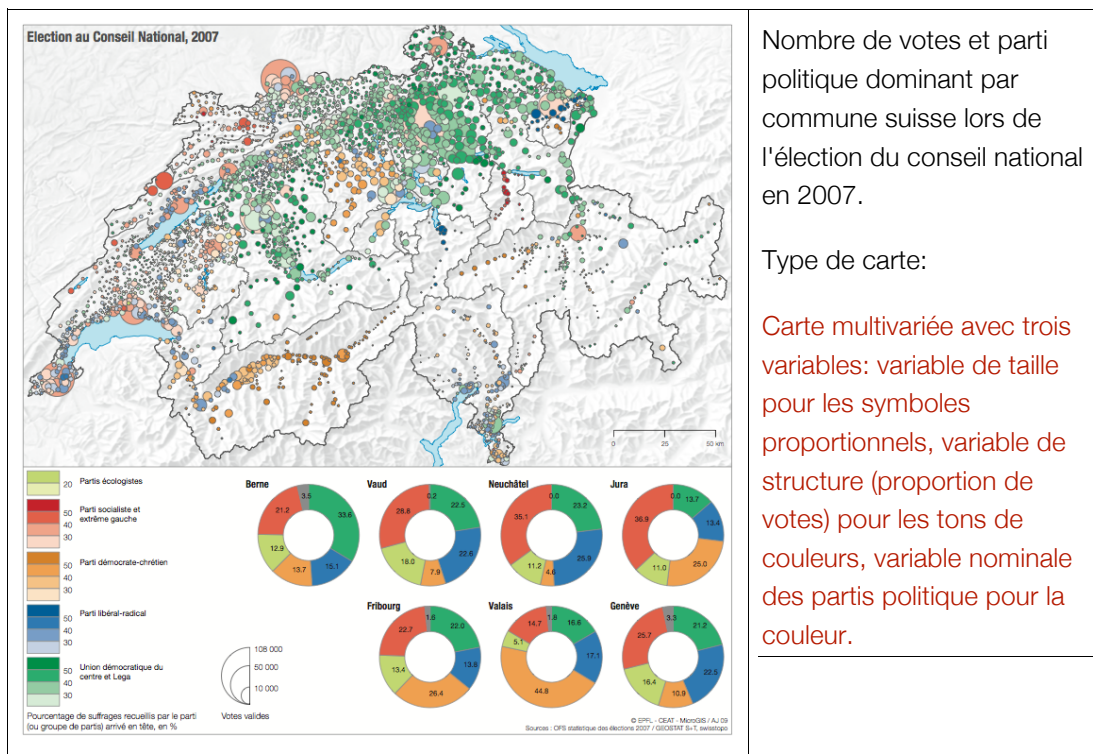 Election au Conseil National, 2007
0 25 50 km
20 Partis écologistes
Parti socialiste et
extrême gauche
50
40
30
Parti démocrate-chrétien
50
40
30
Parti libéral-radical
50
40
30
Union démocratique du
centre et Lega
50
40
30
Pourcentage de suffrages recueillis par le parti
(ou groupe de partis) arrivé en tête, en %
108 000
50 000
10 000
Votes valides
Berne
3.5
33.6
15.1
13.7
12.9
21.2
Vaud
0.2
22.5
22.6
7.9
18.0
28.8
Neuchâtel
0.0
23.2
25.9
4.6
11.2
35.1
Jura
0.0
13.7
13.4
25.0
11.0
36.9
Fribourg
1.8
22.0
13.8
26.4
13.4
22.7
Valais
1.8
16.6
17.1
44.8
5.1
14.7
Genève
3.3
21.2
22.5
10.9
16.4
25.7
© EPFL - CEAT - MicroGIS / AJ 09
Sources : OFS statistique des élections 2007 / GEOSTAT S+T, swisstopo
Nombre de votes et parti
politique dominant par
commune suisse lors de
l'élection du conseil national
en 2007.
Type de carte:
Carte multivariée avec trois
variables: variable de taille
pour les symboles
proportionnels, variable de
structure (proportion de
votes) pour les tons de
couleurs, variable nominale
des partis politique pour la
couleur.